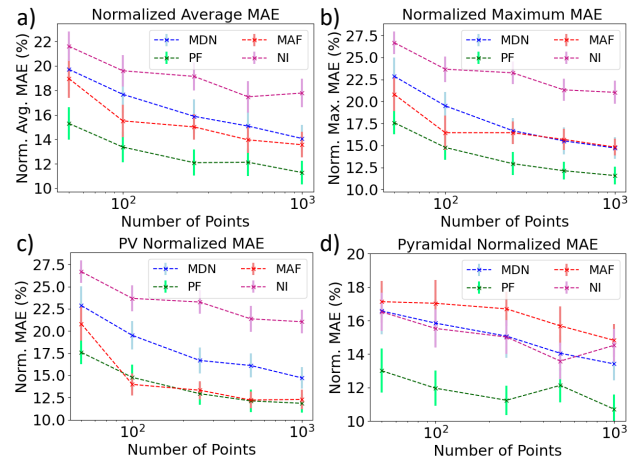 a)
Normalized Average MAE
Norm. Avg. MAE (%)
22
20
18
16
14
12
10
MDN
MAF
PF
NI
10²
10³
Number of Points
b)
Normalized Maximum MAE
Norm. Max. MAE (%)
27.5
25.0
22.5
20.0
17.5
15.0
12.5
10.0
MDN
MAF
PF
NI
10²
10³
Number of Points
c)
PV Normalized MAE
Norm. MAE (%)
27.5
25.0
22.5
20.0
17.5
15.0
12.5
10.0
MDN
MAF
PF
NI
10²
10³
Number of Points
d)
Pyramidal Normalized MAE
Norm. MAE (%)
20
18
16
14
12
10
MDN
MAF
PF
NI
10²
10³
Number of Points